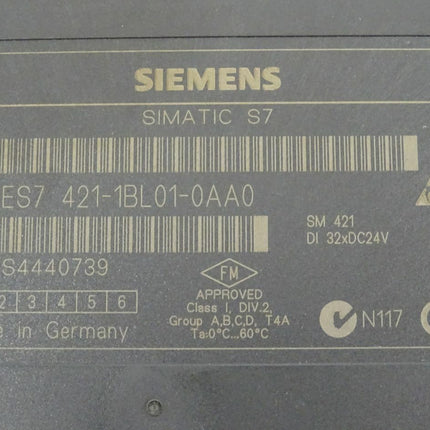 SIEMENS
SIMATIC S7
ES7 421-1BL01-0AA0
SM 421
DI 32xDC24V
S4440739
FM
APPROVED
2 3 4 5 6
Class I, DIV.2,
Group A,B,C,D, T4A
Ta:0°C...60°C
N117
in Germany